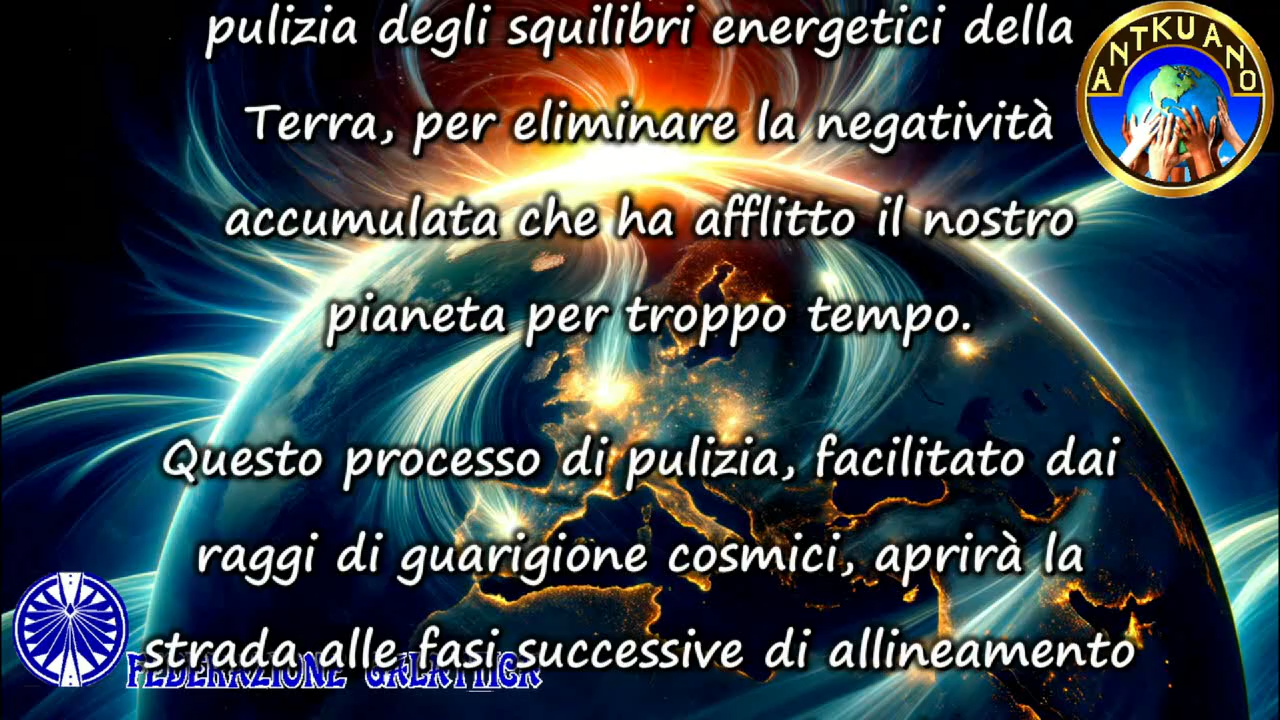 pulizia degli squilibri energetici della
ANTKUANO
Terra, per eliminare la negatività
accumulata che ha afflitto il nostro
pianeta per troppo tempo.
Questo processo di pulizia, facilitato dai
raggi di guarigione cosmici, aprirà la
strada alle fasi successive di allineamento
FEDERAZIONE GALATTICA